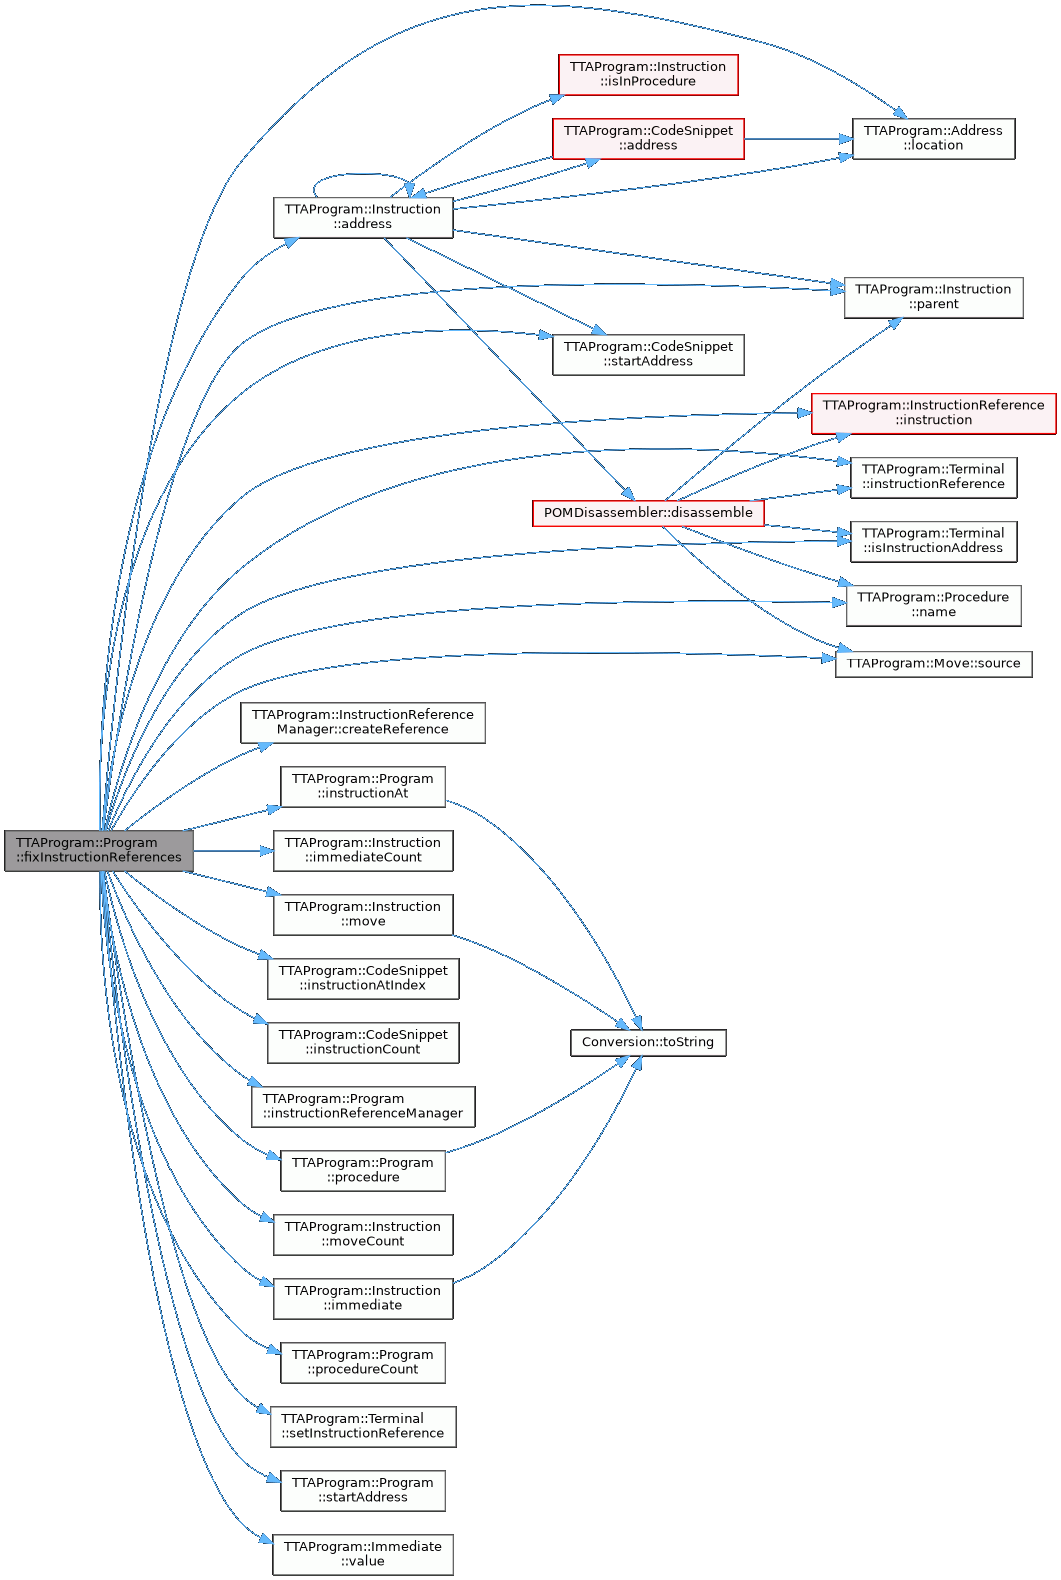 TTAProgram::Instruction
::isInProcedure
TTAProgram::CodeSnippet
::address
TTAProgram::Address
::location
TTAProgram::Instruction
::address
TTAProgram::Instruction
::parent
TTAProgram::CodeSnippet
::startAddress
TTAProgram::InstructionReference
::instruction
TTAProgram::Terminal
::instructionReference
POMDisassembler::disassemble
TTAProgram::Terminal
::isInstructionAddress
TTAProgram::Procedure
::name
TTAProgram::Move::source
TTAProgram::InstructionReference
Manager::createReference
TTAProgram::Program
::instructionAt
TTAProgram::Program
::fixInstructionReferences
TTAProgram::Instruction
::immediateCount
TTAProgram::Instruction
::move
TTAProgram::CodeSnippet
::instructionAtIndex
TTAProgram::CodeSnippet
::instructionCount
Conversion::toString
TTAProgram::Program
::instructionReferenceManager
TTAProgram::Program
::procedure
TTAProgram::Instruction
::moveCount
TTAProgram::Instruction
::immediate
TTAProgram::Program
::procedureCount
TTAProgram::Terminal
::setInstructionReference
TTAProgram::Program
::startAddress
TTAProgram::Immediate
::value